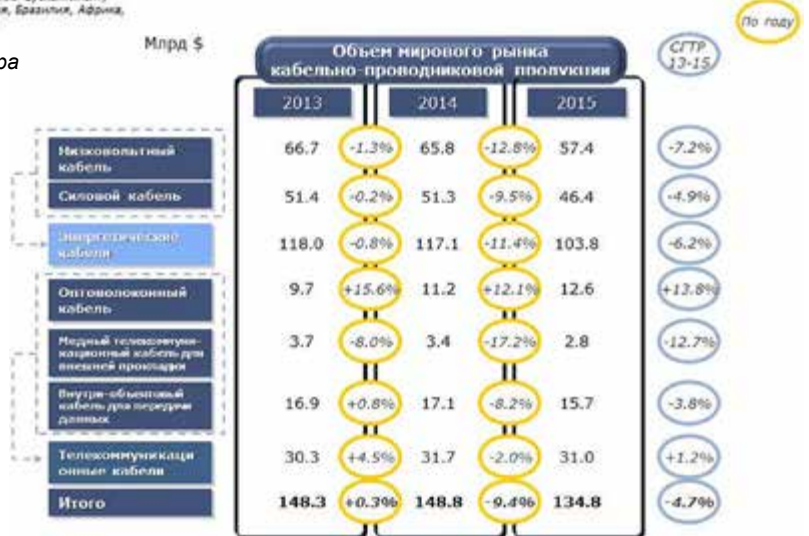 я, Бразилия, Африка,
По году
Млрд $
ра
Объем мирового рынка
кабельно-проводниковой продукции
СГТР
13-15
2013 2014 2015
Низковольтный
кабель
66.7 -1.3% 65.8 -12.8% 57.4 -7.2%
Силовой кабель 51.4 -0.2% 51.3 -9.5% 46.4 -4.9%
Энергетические
кабели
118.0 -0.8% 117.1 -11.4% 103.8 -6.2%
Оптоволоконный
кабель
9.7 +15.6% 11.2 +12.1% 12.6 +13.8%
Медный телекоммуни-
кационный кабель для
внешней прокладки
3.7 -8.0% 3.4 -17.2% 2.8 -12.7%
Внутри-объектовый
кабель для передачи
данных
16.9 +0.8% 17.1 -8.2% 15.7 -3.8%
Телекоммуникаци
онные кабели
30.3 +4.5% 31.7 -2.0% 31.0 +1.2%
Итого 148.3 +0.3% 148.8 -9.4% 134.8 -4.7%